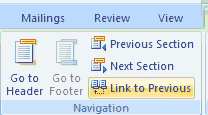 Mailings Review View
Go to Header
Go to Footer
Previous Section
Next Section
Link to Previous
Navigation